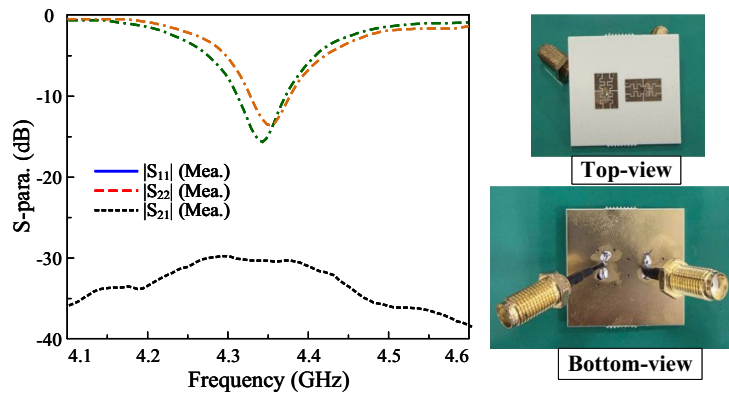 0
-10
-20
-30
-40
S-para. (dB)
|S₁₁| (Mea.)
|S₂₂| (Mea.)
|S₂₁| (Mea.)
4.1 4.2 4.3 4.4 4.5 4.6
Frequency (GHz)
Top-view
Bottom-view